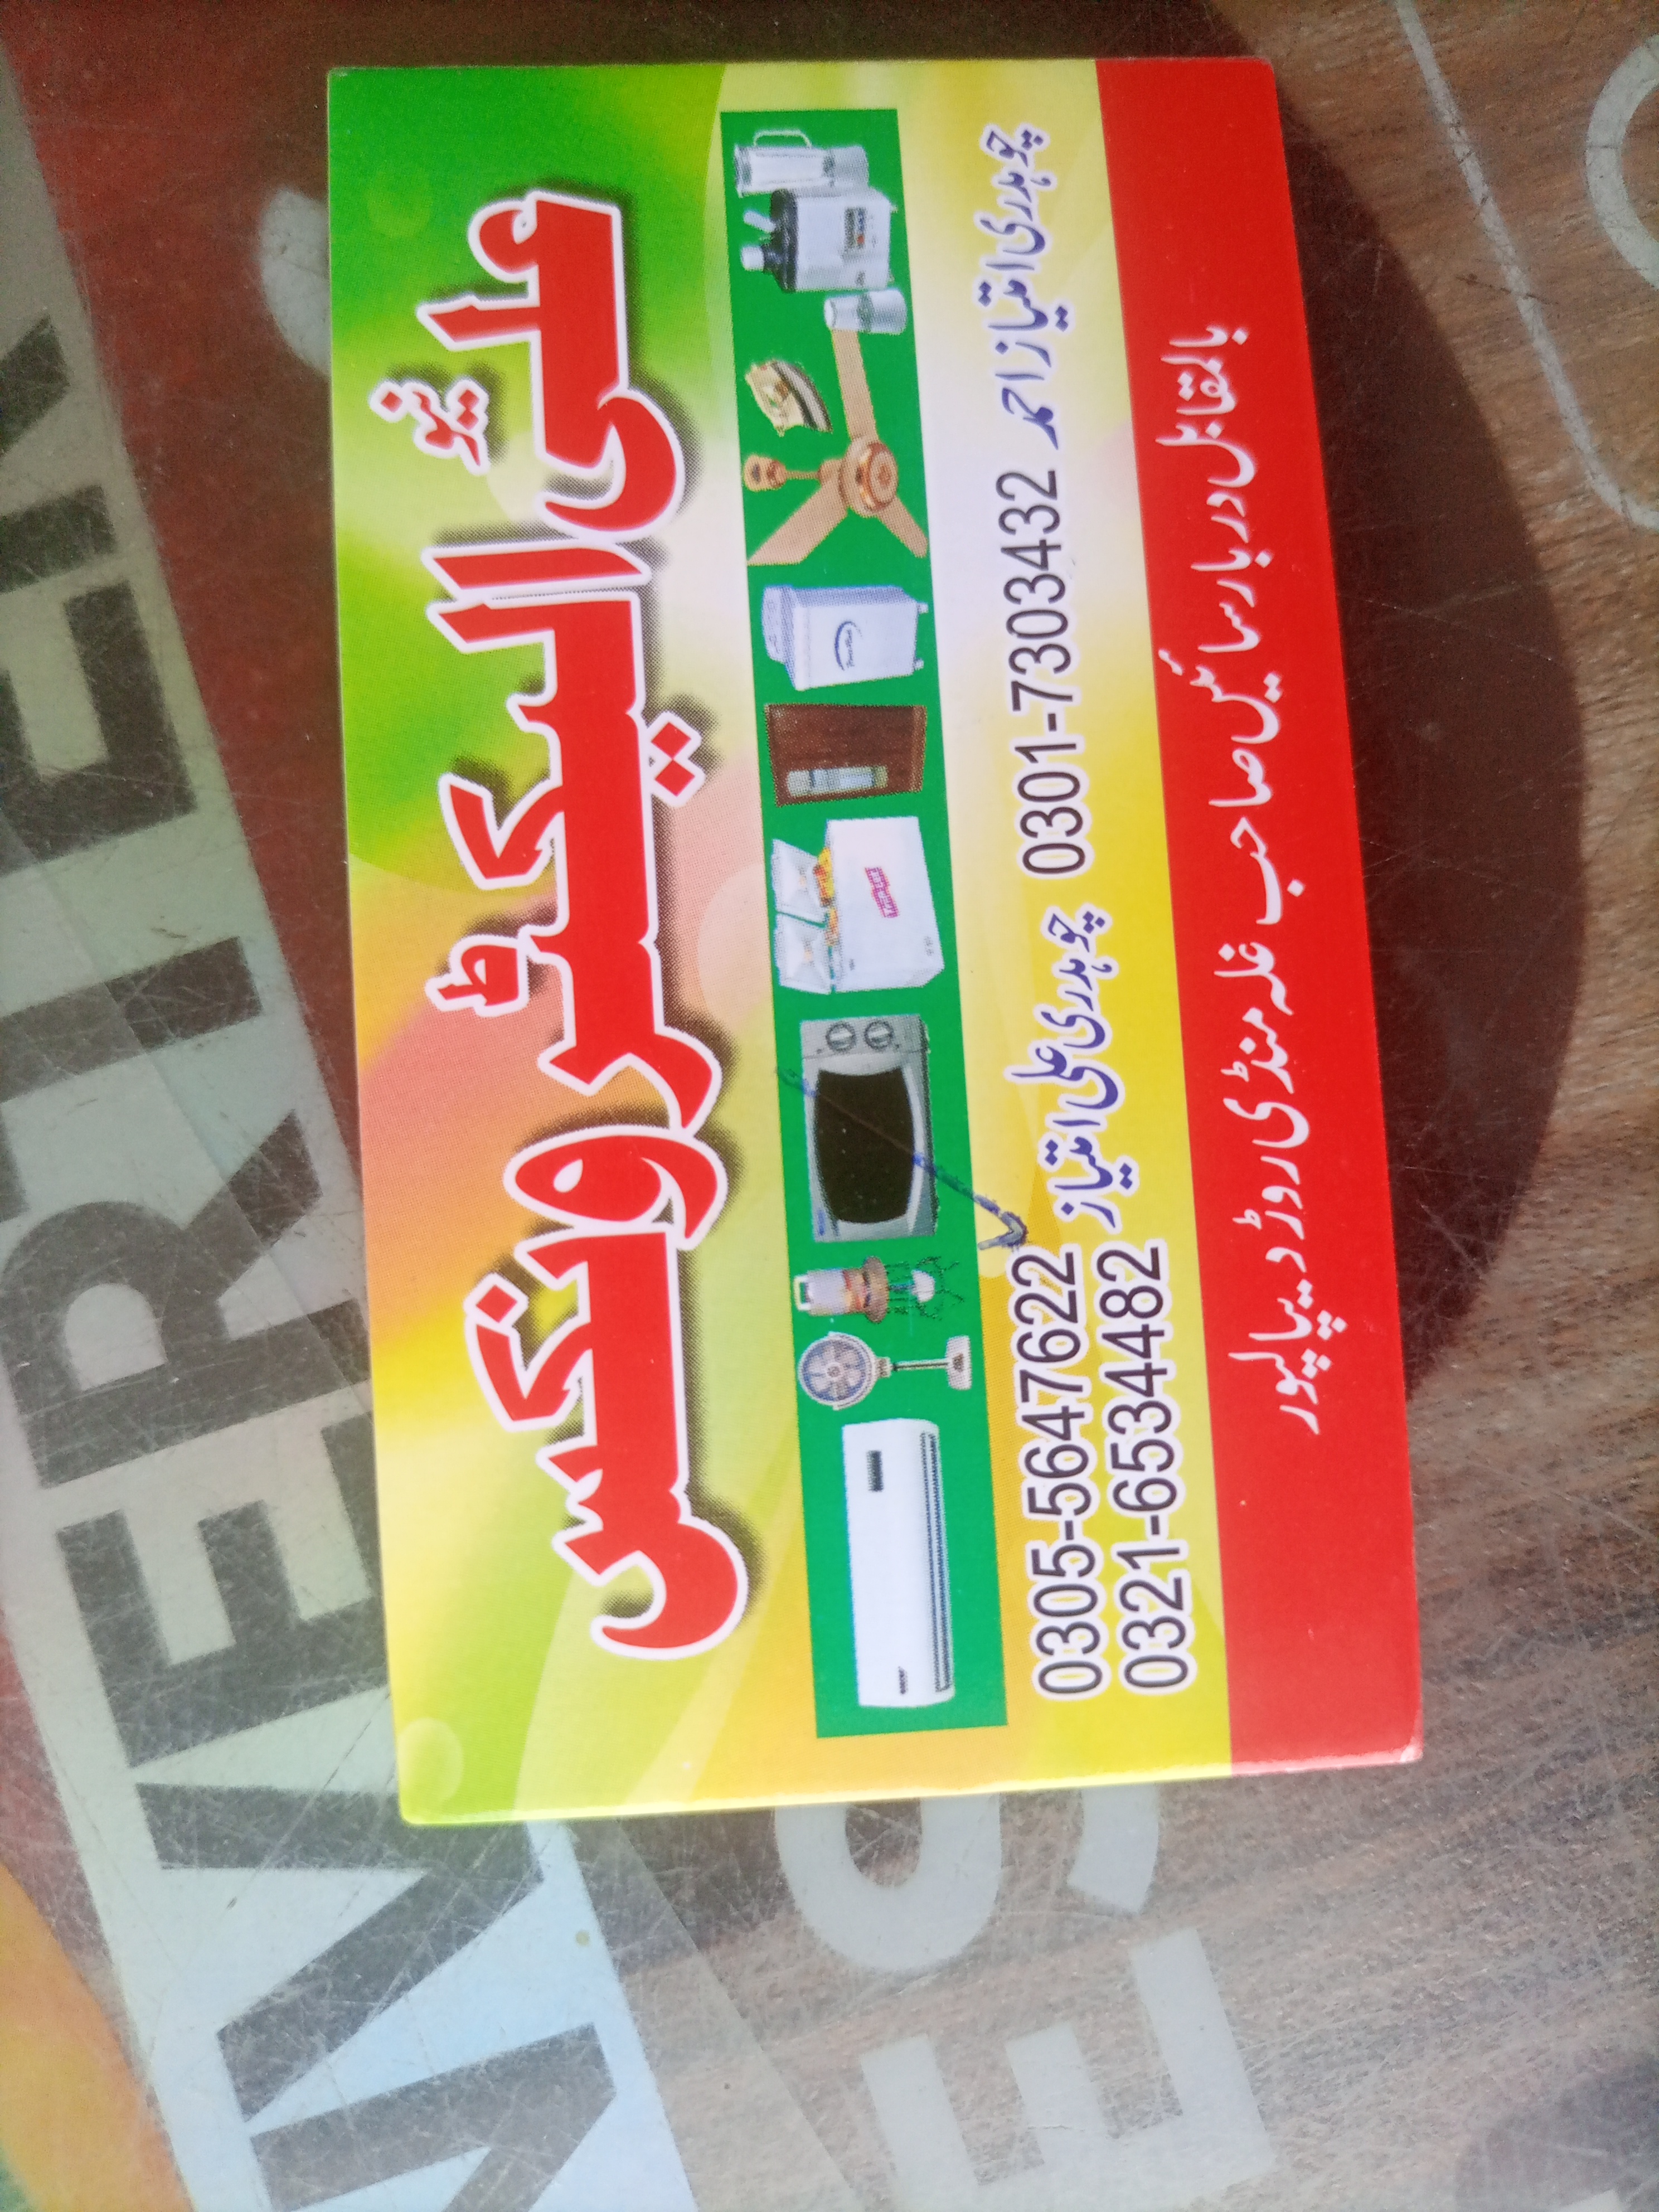 علی نیو الیکٹرونکس
چوہدری امتیاز احمد 0301-7303432
چوہدری علی امتیاز 0305-5647622
0321-6534482
بالمقابل دربار سائیں صاحب غلہ منڈی روڈ دیپالپور